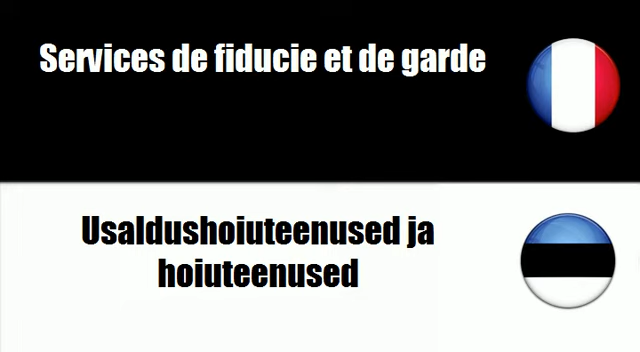 Services de fiducie et de garde
Usaldushoiuteenused ja
hoiuteenused